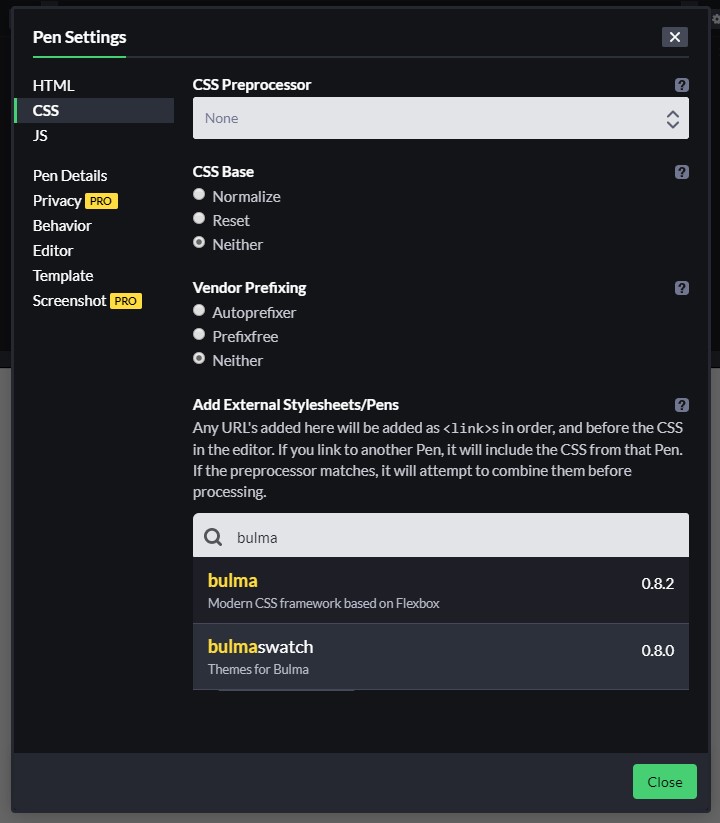 Pen Settings
HTML
CSS
JS
Pen Details
Privacy PRO
Behavior
Editor
Template
Screenshot PRO
CSS Preprocessor
None
CSS Base
Normalize
Reset
Neither
Vendor Prefixing
Autoprefixer
Prefixfree
Neither
Add External Stylesheets/Pens
Any URL's added here will be added as <link>s in order, and before the CSS
in the editor. If you link to another Pen, it will include the CSS from that Pen.
If the preprocessor matches, it will attempt to combine them before
processing.
bulma
bulma 0.8.2
Modern CSS framework based on Flexbox
bulmaswatch 0.8.0
Themes for Bulma
Close